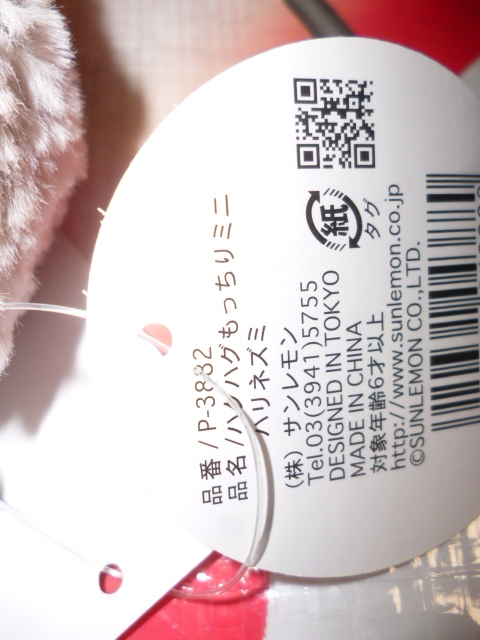 品番/P-3882
品名/ハグハグもっちりミニ
ハリネズミ
(株)サンレモン
Tel.03(3941)5755
DESIGNED IN TOKYO
MADE IN CHINA
対象年齢6才以上
http://www.sunlemon.co.jp
©SUNLEMON CO.,LTD.
紙
タグ